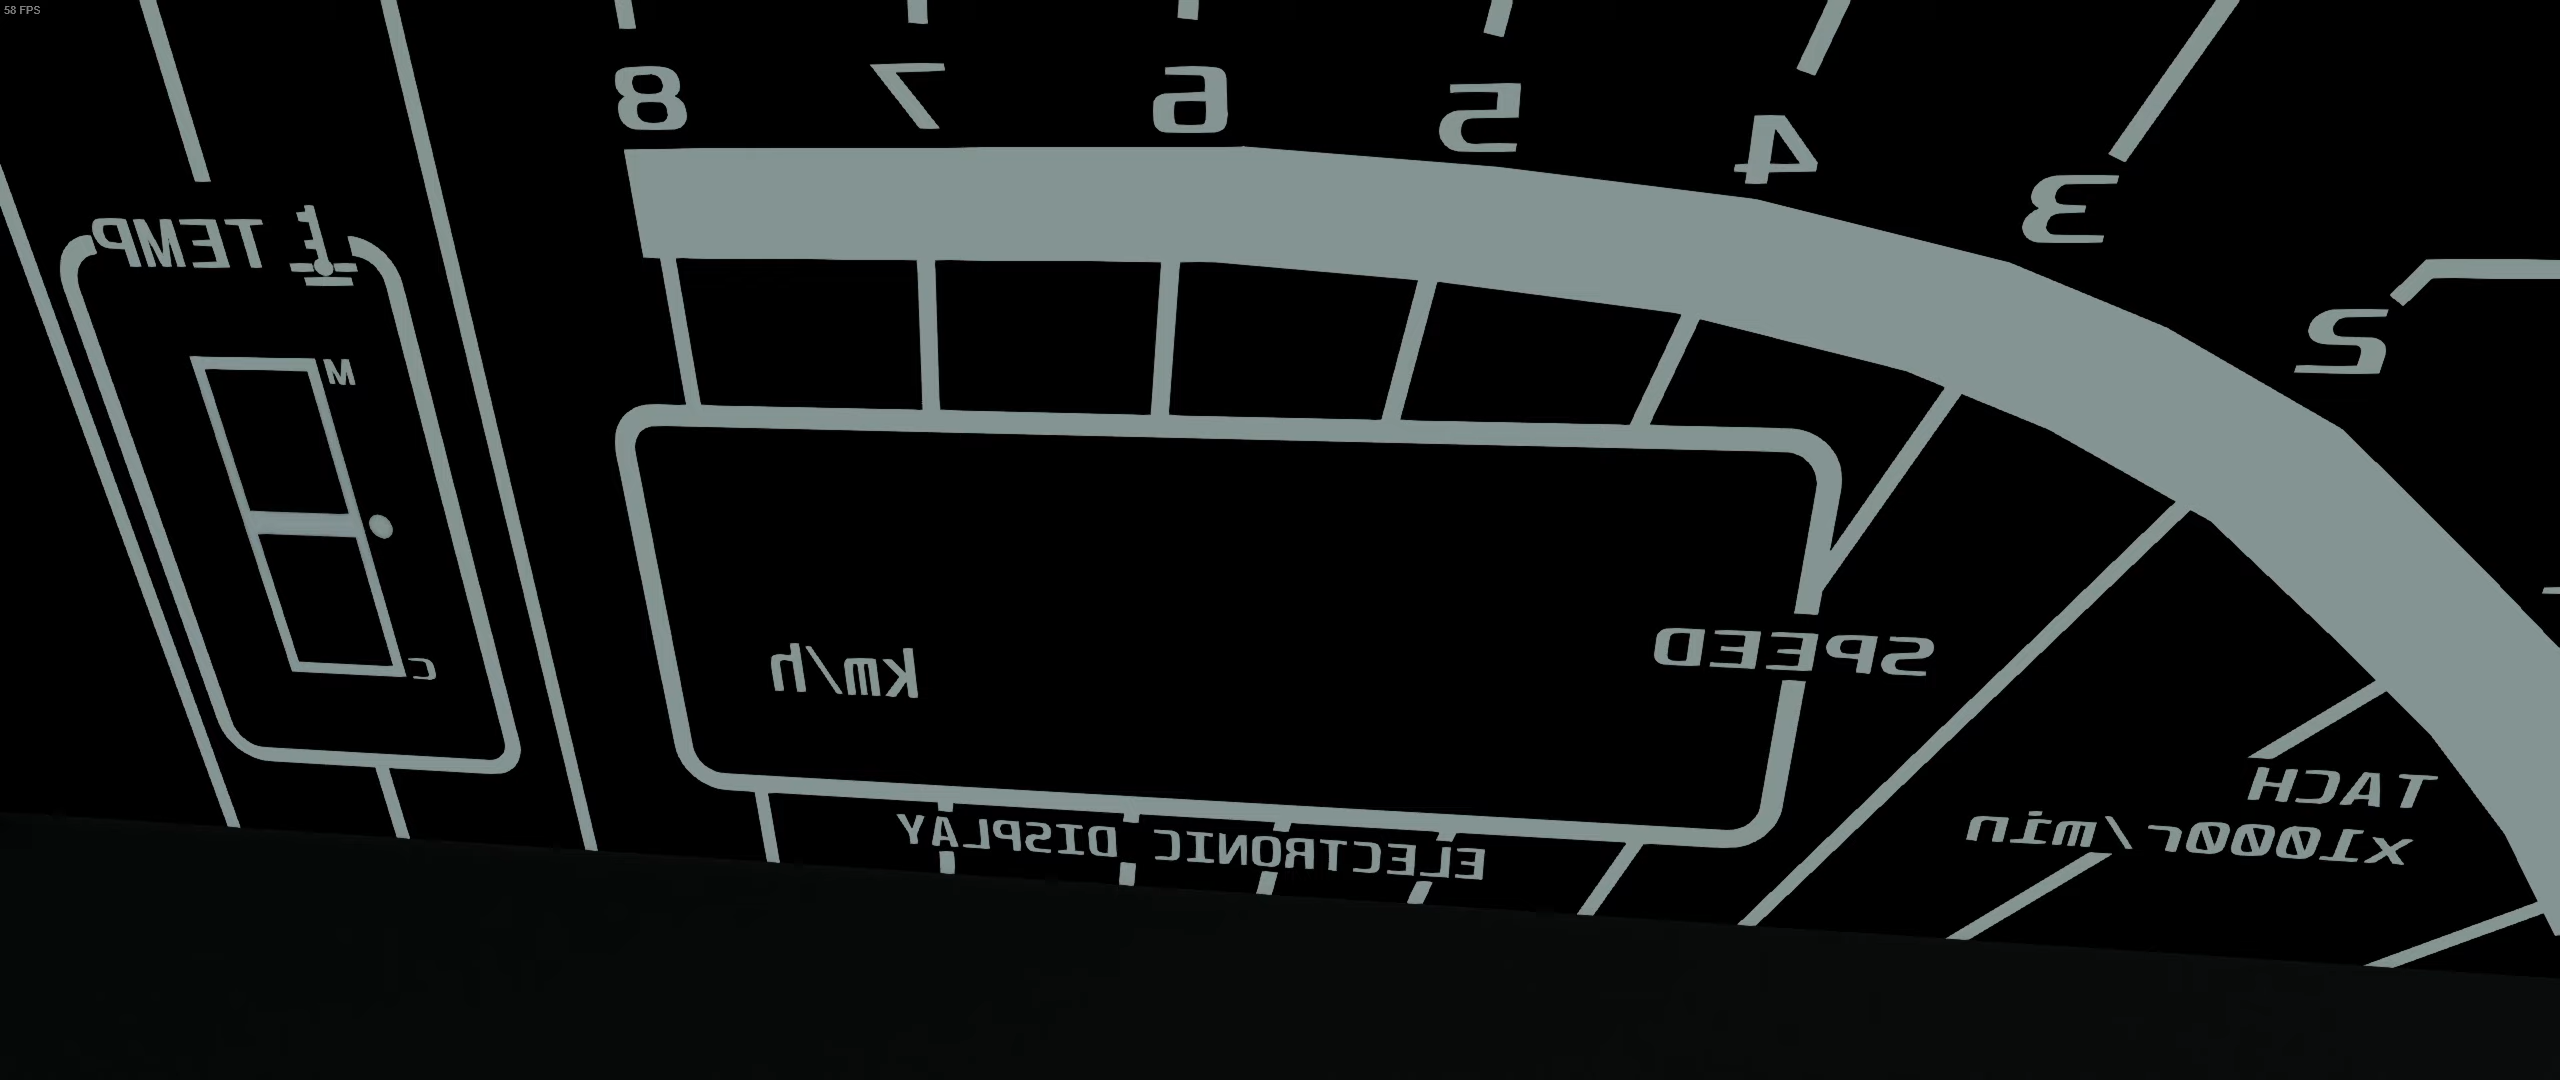 58 FPS
8 7 6 5 4 3 2
TEMP
W
C
SPEED
km/h
TACH
x1000r/min
ELECTRONIC DISPLAY